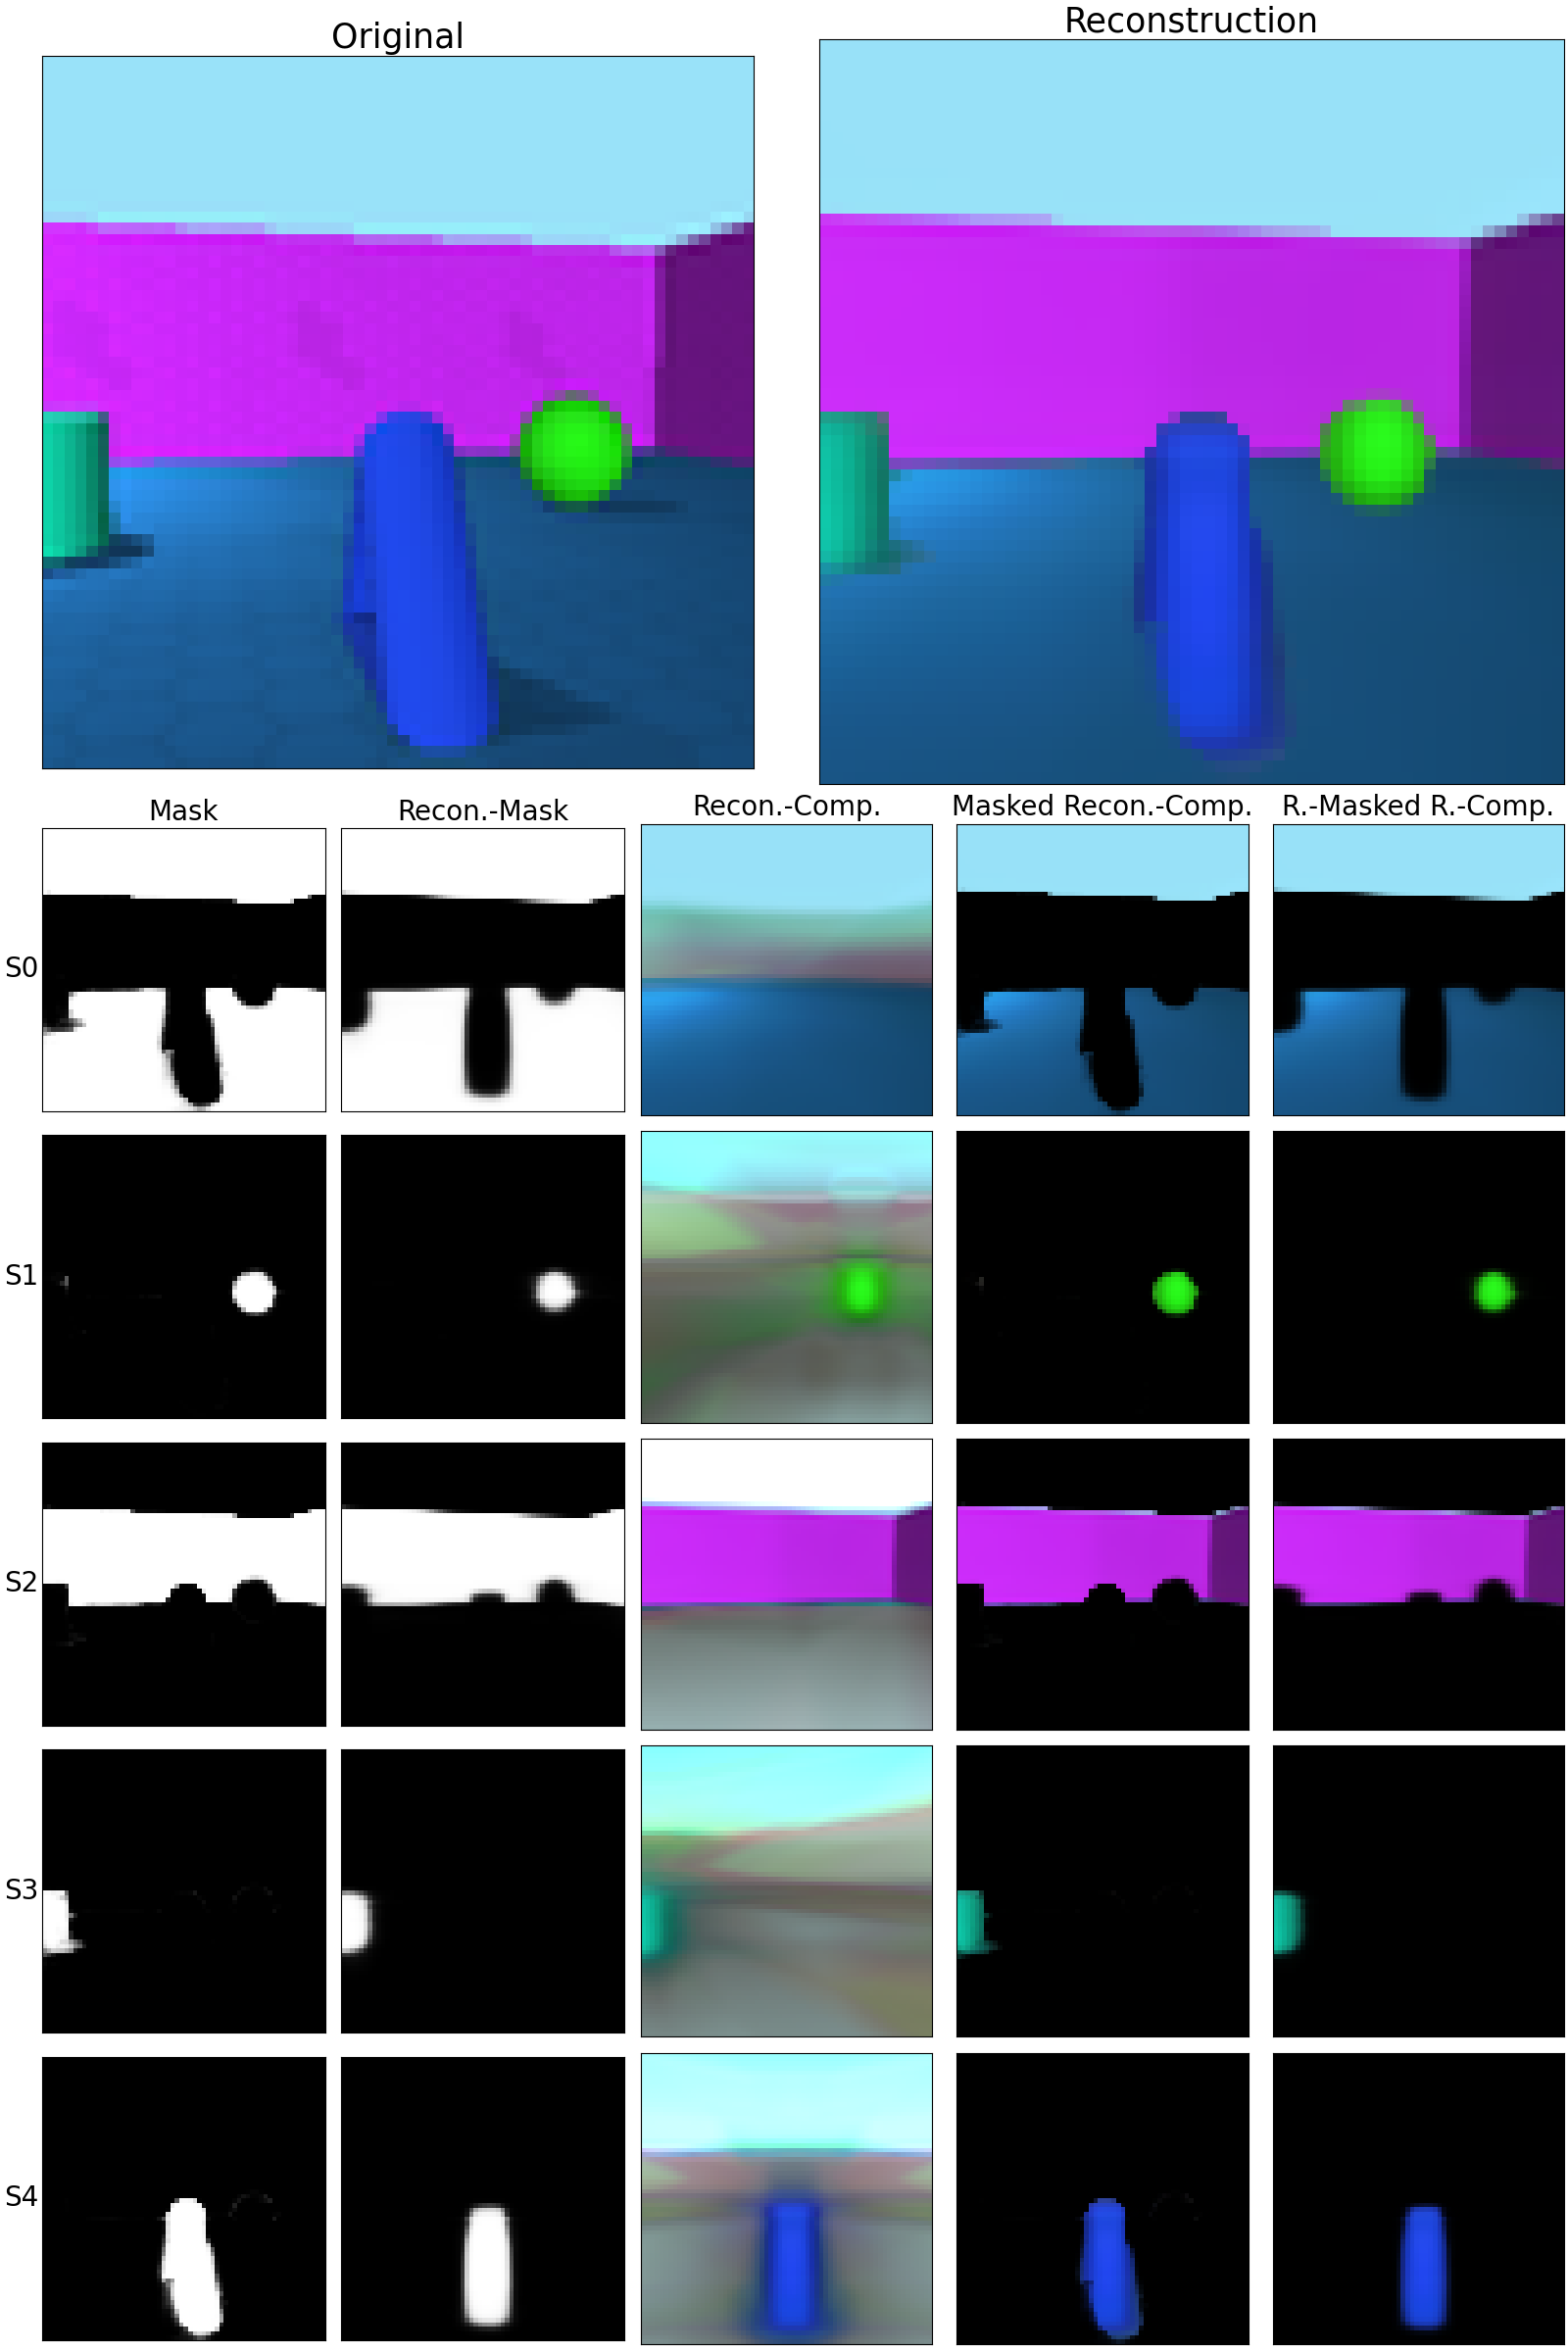 Original
Reconstruction
Mask
Recon.-Mask
Recon.-Comp.
Masked Recon.-Comp.
R.-Masked R.-Comp.
S0
S1
S2
S3
S4